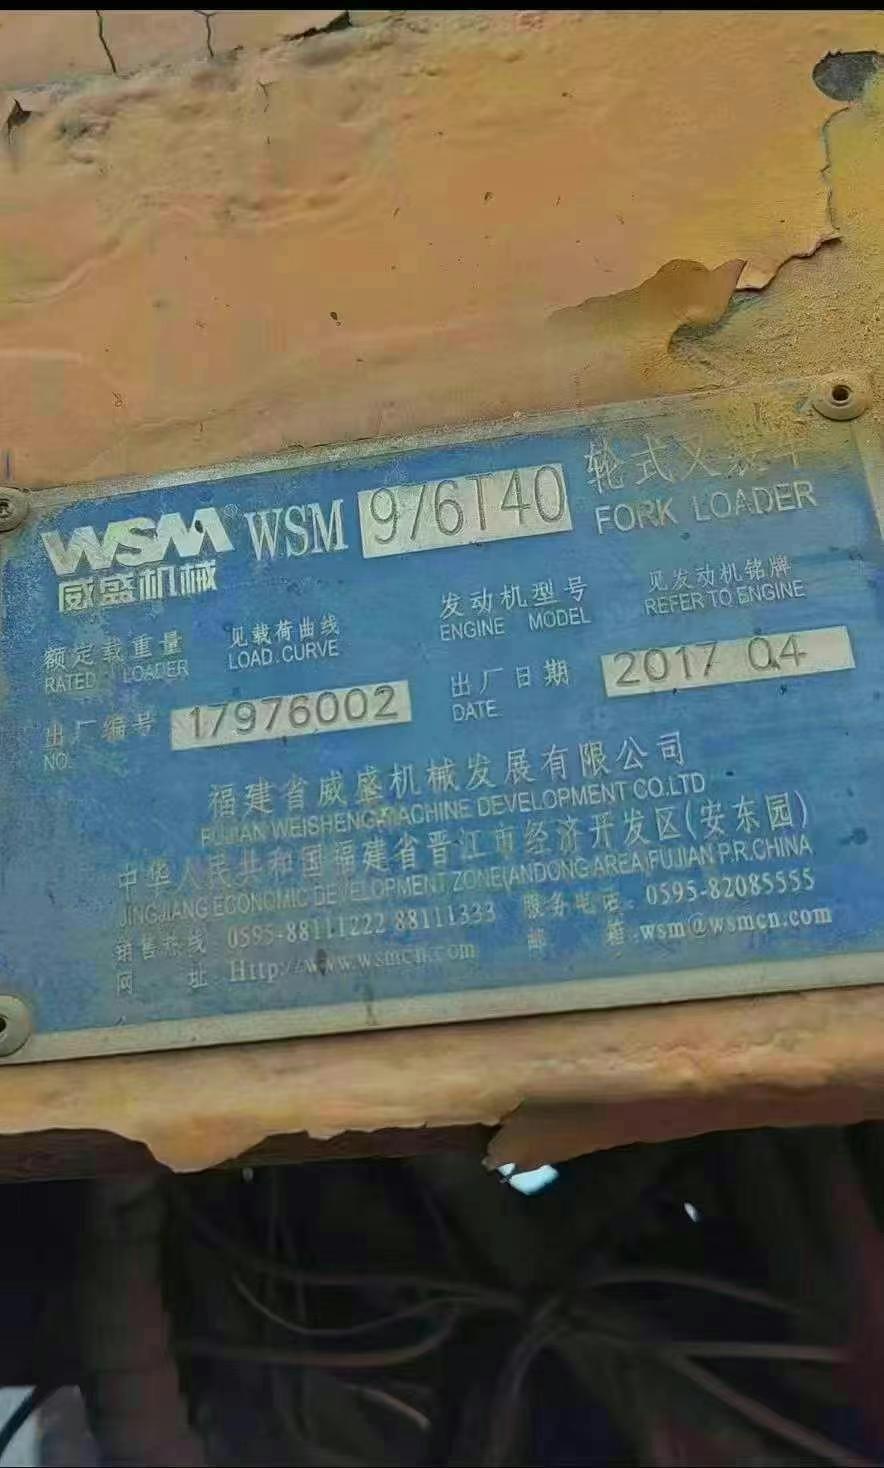 WSM WSM 976T40 轮式叉装车
威盛机械 FORK LOADER
额定载重量 见载荷曲线 发动机型号 见发动机铭牌
RATED LOADER LOAD.CURVE ENGINE MODEL REFER TO ENGINE
出厂编号 17976002 出厂日期 2017 04
NO. DATE
福建省威盛机械发展有限公司
FUJIAN WEISHENG MACHINE DEVELOPMENT CO.LTD
中华人民共和国福建省晋江市经济开发区(安东园)
JINGJIANG ECONOMIC DEVELOPMENT ZONE(ANDONG AREA)FUJIAN P.R.CHINA
销售热线:0595-88111222 88111333 服务电话:0595-82085555
网 址:Http://www.wsmcn.com 邮 箱:wsm@wsmcn.com